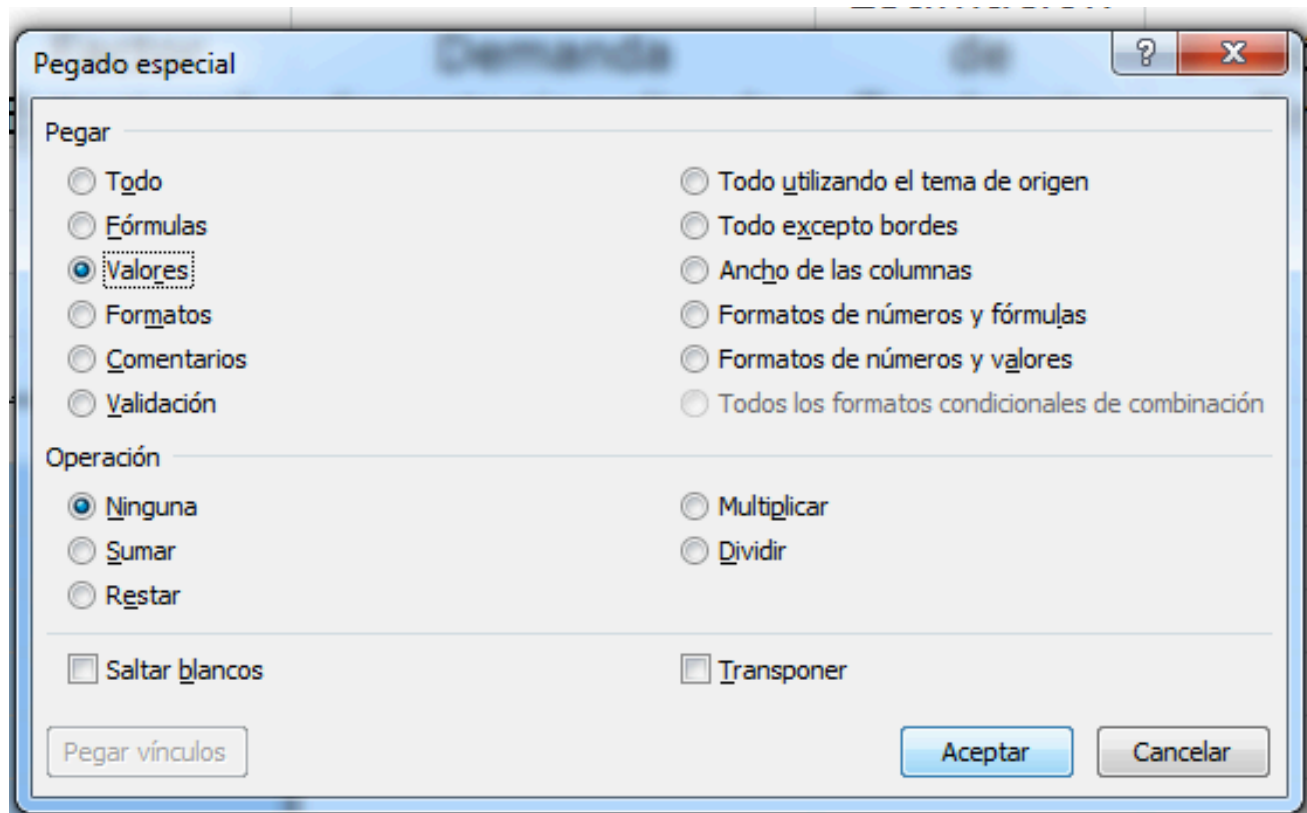 Pegado especial
Demanda de
Pegar
Todo
Todo utilizando el tema de origen
Fórmulas
Todo excepto bordes
Valores
Ancho de las columnas
Formatos
Formatos de números y fórmulas
Comentarios
Formatos de números y valores
Validación
Todos los formatos condicionales de combinación
Operación
Ninguna
Multiplicar
Sumar
Dividir
Restar
Saltar blancos
Transponer
Pegar vínculos
Aceptar
Cancelar